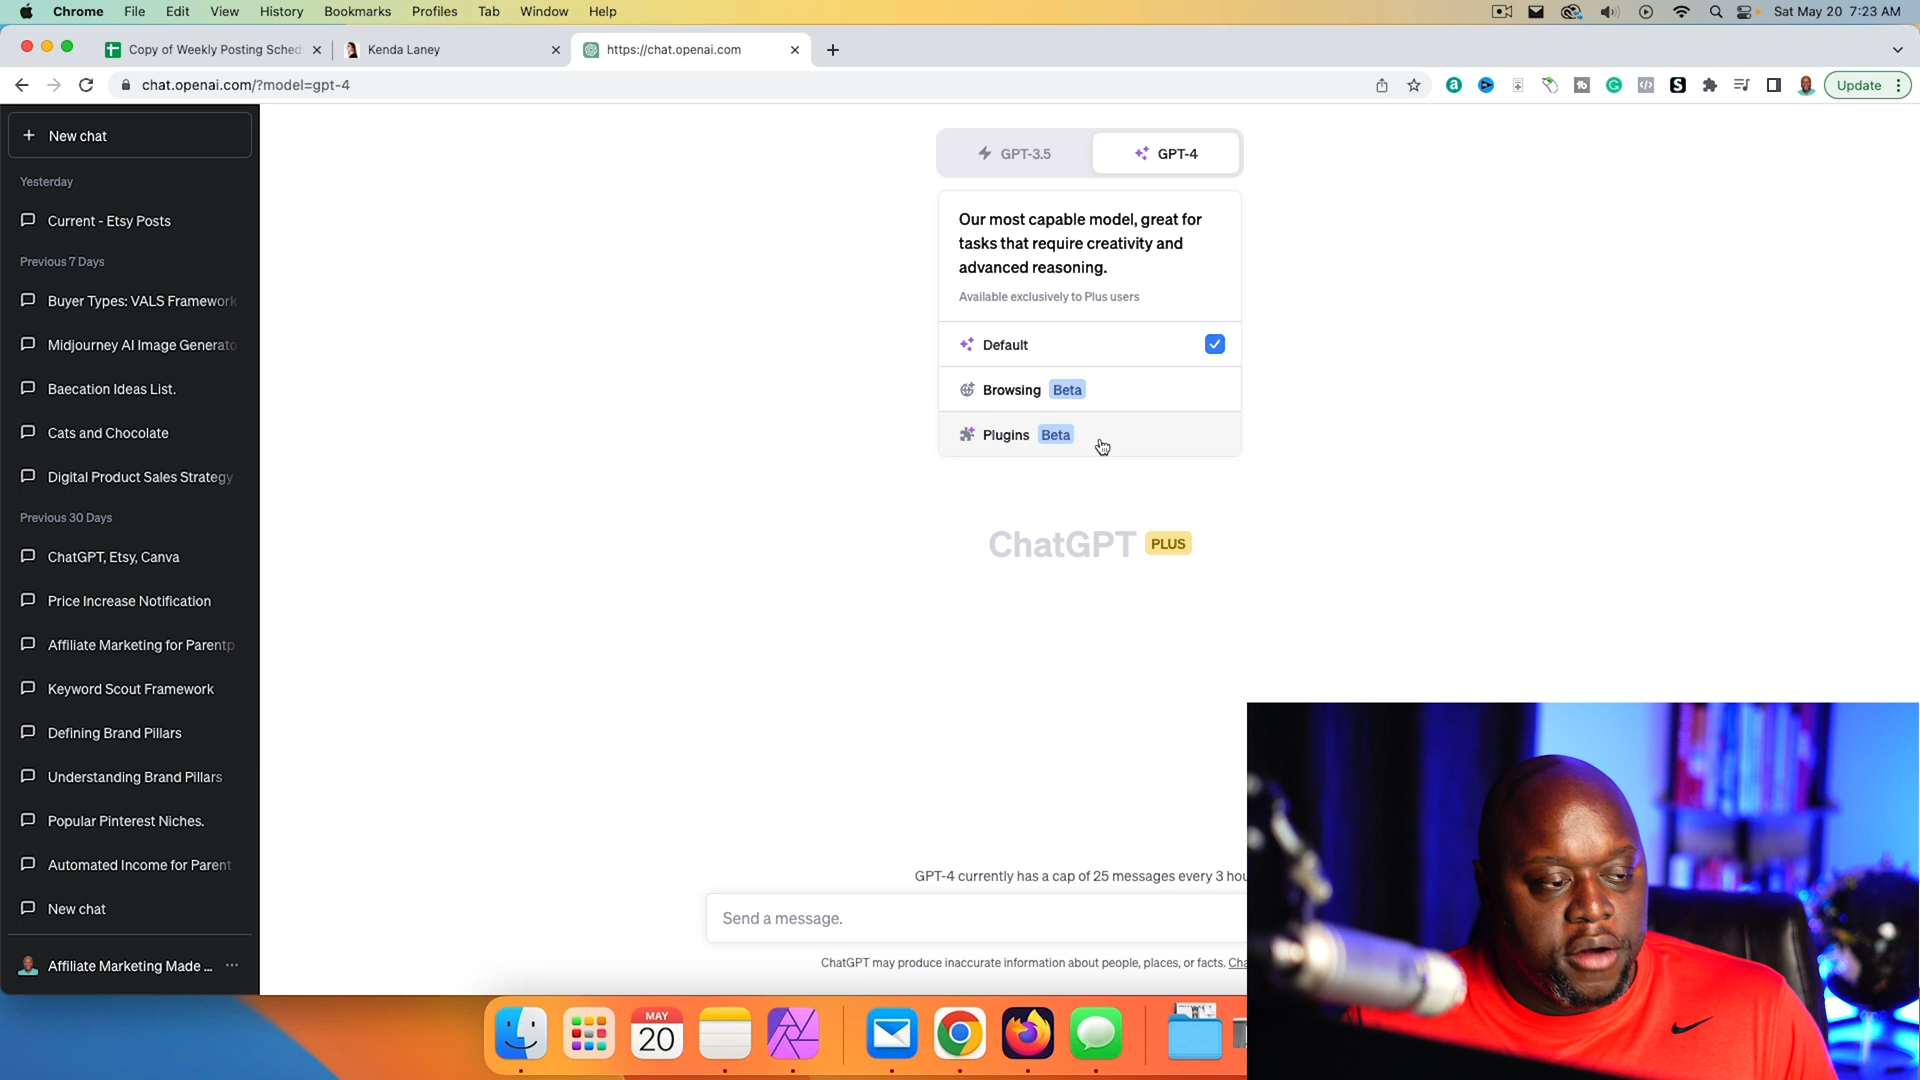 Chrome File Edit View History Bookmarks Profiles Tab Window Help Sat May 20 7:23 AM
Copy of Weekly Posting Sched
Kenda Laney
https://chat.openai.com
chat.openai.com/?model=gpt-4
Update
New chat
Yesterday
Current - Etsy Posts
Previous 7 Days
Buyer Types: VALS Framework
Midjourney AI Image Generato
Baecation Ideas List.
Cats and Chocolate
Digital Product Sales Strategy
Previous 30 Days
ChatGPT, Etsy, Canva
Price Increase Notification
Affiliate Marketing for Parentp
Keyword Scout Framework
Defining Brand Pillars
Understanding Brand Pillars
Popular Pinterest Niches.
Automated Income for Parent
New chat
Affiliate Marketing Made ...
GPT-3.5
GPT-4
Our most capable model, great for
tasks that require creativity and
advanced reasoning.
Available exclusively to Plus users
Default
Browsing Beta
Plugins Beta
ChatGPT PLUS
GPT-4 currently has a cap of 25 messages every 3 hou
Send a message.
ChatGPT may produce inaccurate information about people, places, or facts. Cha
MAY
20